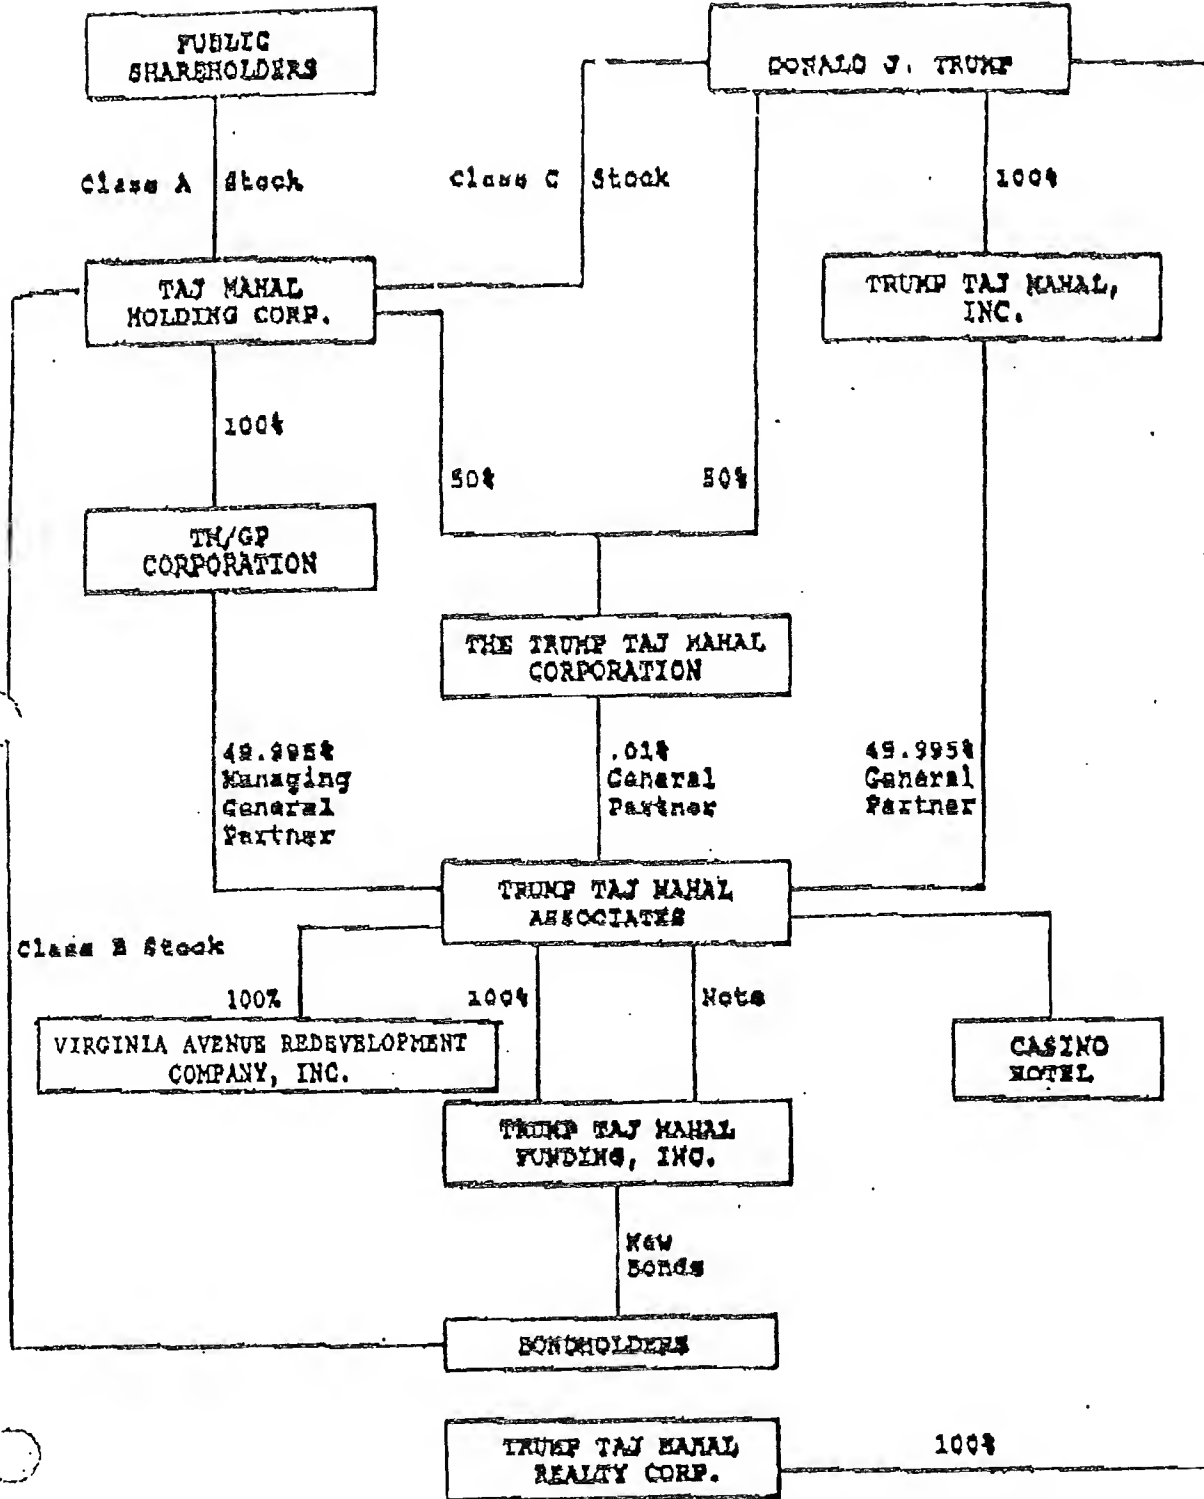 PUBLIC
SHAREHOLDERS
DONALD J. TRUMP
Class A Stock
Class C Stock
100%
TAJ MAHAL
HOLDING CORP.
TRUMP TAJ MAHAL,
INC.
100%
50%
50%
TM/GP
CORPORATION
THE TRUMP TAJ MAHAL
CORPORATION
49.995%
Managing
General
Partner
.01%
General
Partner
49.995%
General
Partner
TRUMP TAJ MAHAL
ASSOCIATES
Class B Stock
100%
100%
Note
VIRGINIA AVENUE REDEVELOPMENT
COMPANY, INC.
CASINO
HOTEL
TRUMP TAJ MAHAL
FUNDING, INC.
New
Bonds
BONDHOLDERS
TRUMP TAJ MAHAL
REALTY CORP.
100%